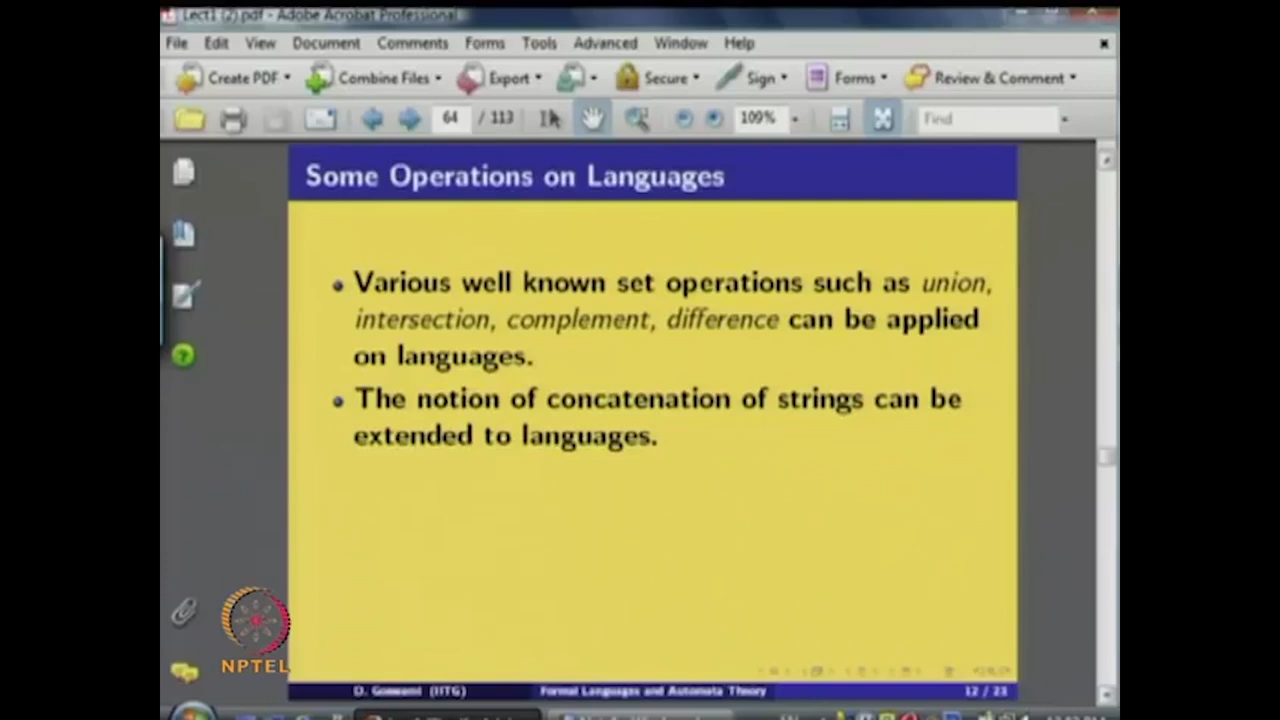 Lect1 (2).pdf - Adobe Acrobat Professional
File Edit View Document Comments Forms Tools Advanced Window Help
Create PDF Combine Files Export Secure Sign Forms Review & Comment
64 / 113 109% Find
Some Operations on Languages
Various well known set operations such as union,
intersection, complement, difference can be applied
on languages.
The notion of concatenation of strings can be
extended to languages.
NPTEL
D. Goswami (IITG) Formal Languages and Automata Theory 12 / 21